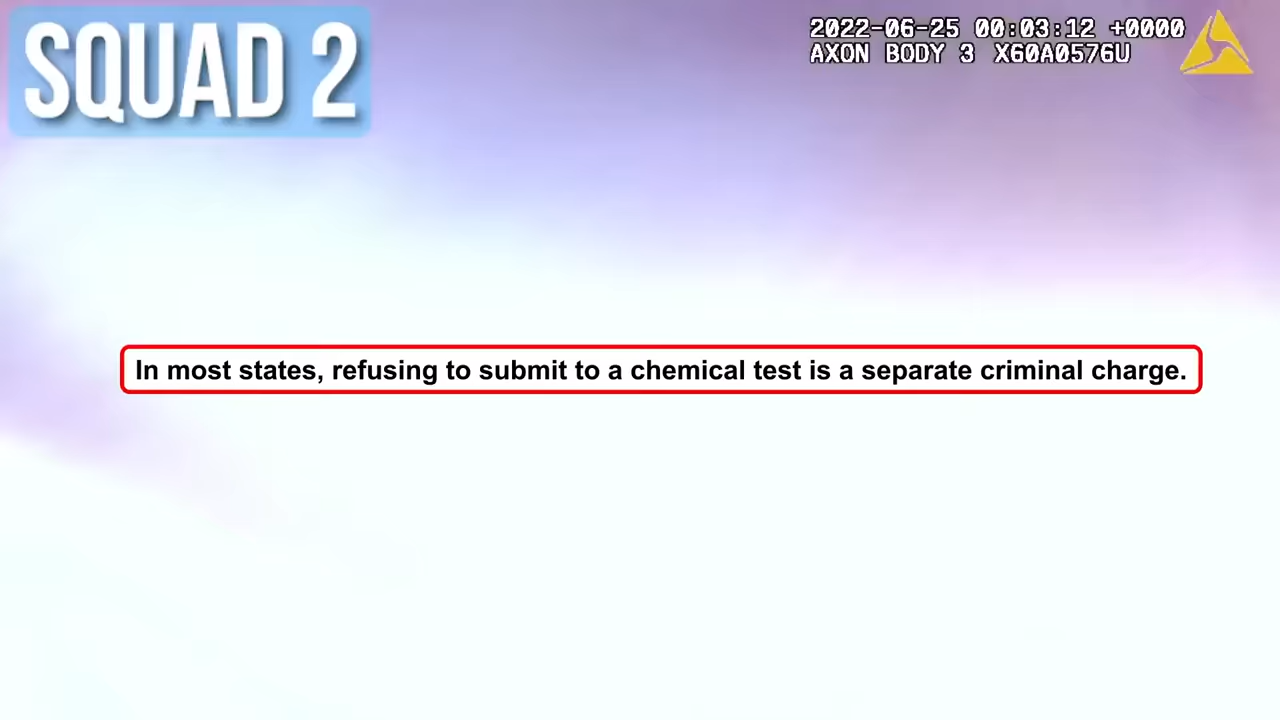 SQUAD 2
2022-06-25 00:03:12 +0000
AXON BODY 3 X60A0576U
In most states, refusing to submit to a chemical test is a separate criminal charge.